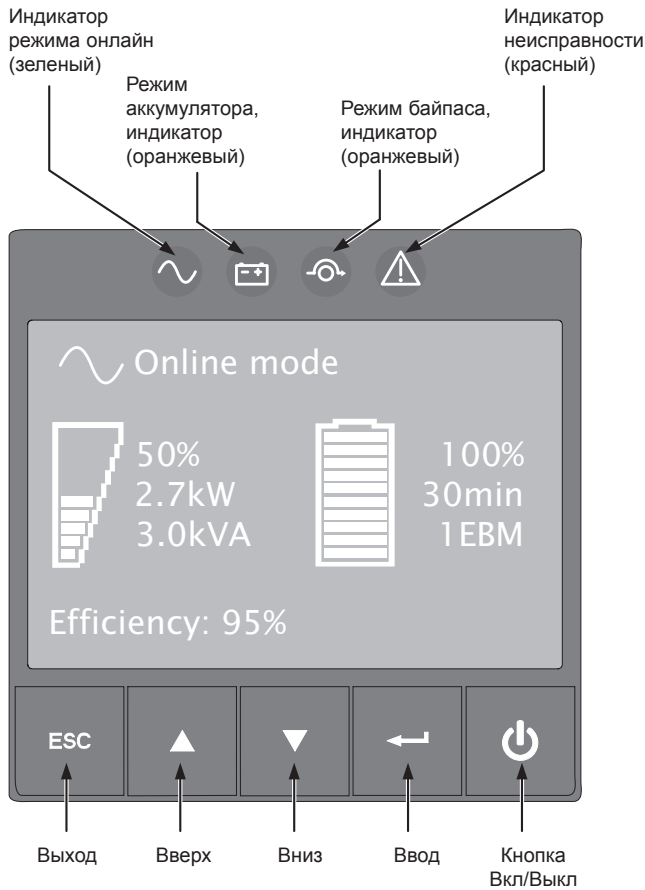 Индикатор
режима онлайн
(зеленый)
Режим
аккумулятора,
индикатор
(оранжевый)
Режим байпаса,
индикатор
(оранжевый)
Индикатор
неисправности
(красный)
Online mode
50%
2.7kW
3.0kVA
100%
30min
1EBM
Efficiency: 95%
ESC
Выход
Вверх
Вниз
Ввод
Кнопка
Вкл/Выкл